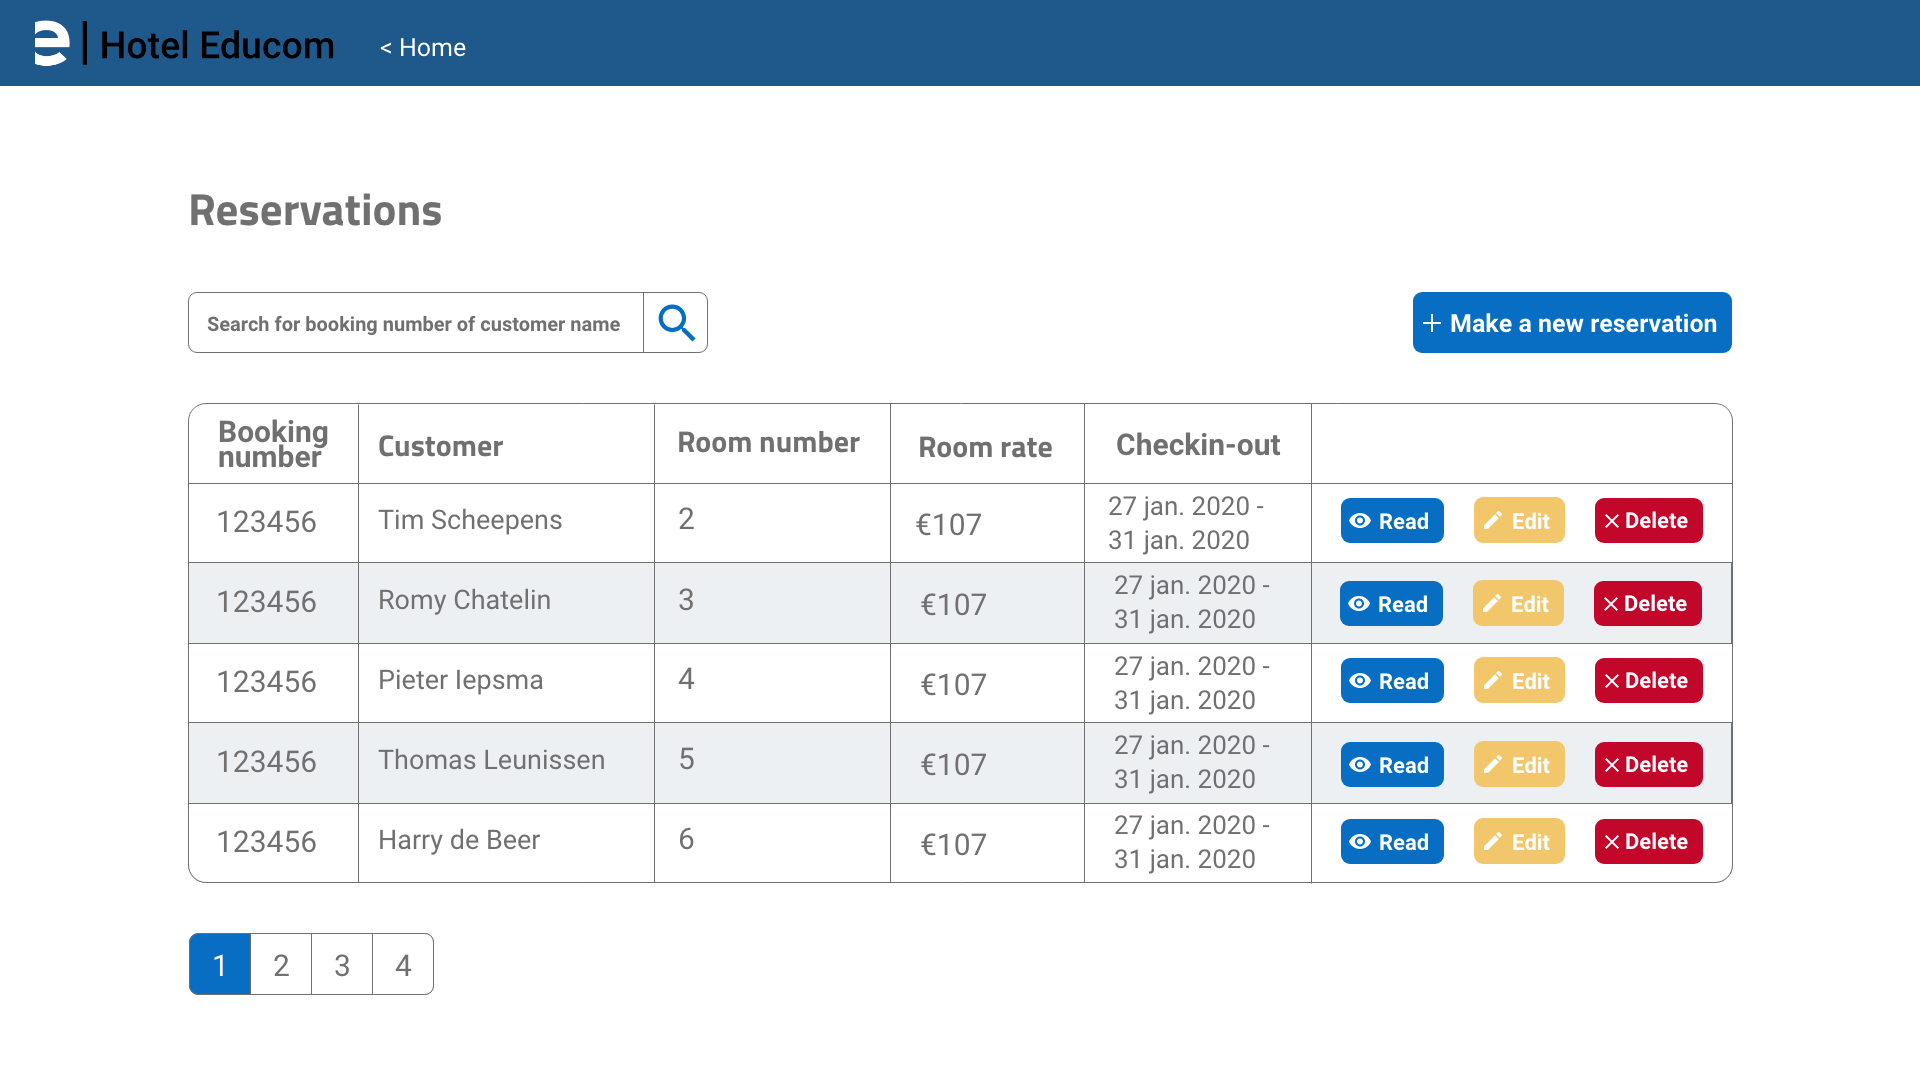 e | Hotel Educom < Home
Reservations
Search for booking number of customer name
+ Make a new reservation
Booking number Customer Room number Room rate Checkin-out
123456 Tim Scheepens 2 €107 27 jan. 2020 - 31 jan. 2020 Read Edit Delete
123456 Romy Chatelin 3 €107 27 jan. 2020 - 31 jan. 2020 Read Edit Delete
123456 Pieter Iepsma 4 €107 27 jan. 2020 - 31 jan. 2020 Read Edit Delete
123456 Thomas Leunissen 5 €107 27 jan. 2020 - 31 jan. 2020 Read Edit Delete
123456 Harry de Beer 6 €107 27 jan. 2020 - 31 jan. 2020 Read Edit Delete
1 2 3 4